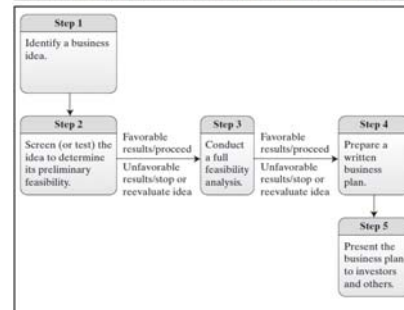 Step 1
Identify a business
idea.
Step 2
Screen (or test) the
idea to determine
its preliminary
feasibility.
Favorable
results/proceed
Unfavorable
results/stop or
reevaluate idea
Step 3
Conduct
a full
feasibility
analysis.
Favorable
results/proceed
Unfavorable
results/stop or
reevaluate idea
Step 4
Prepare a
written
business
plan.
Step 5
Present the
business plan
to investors
and others.